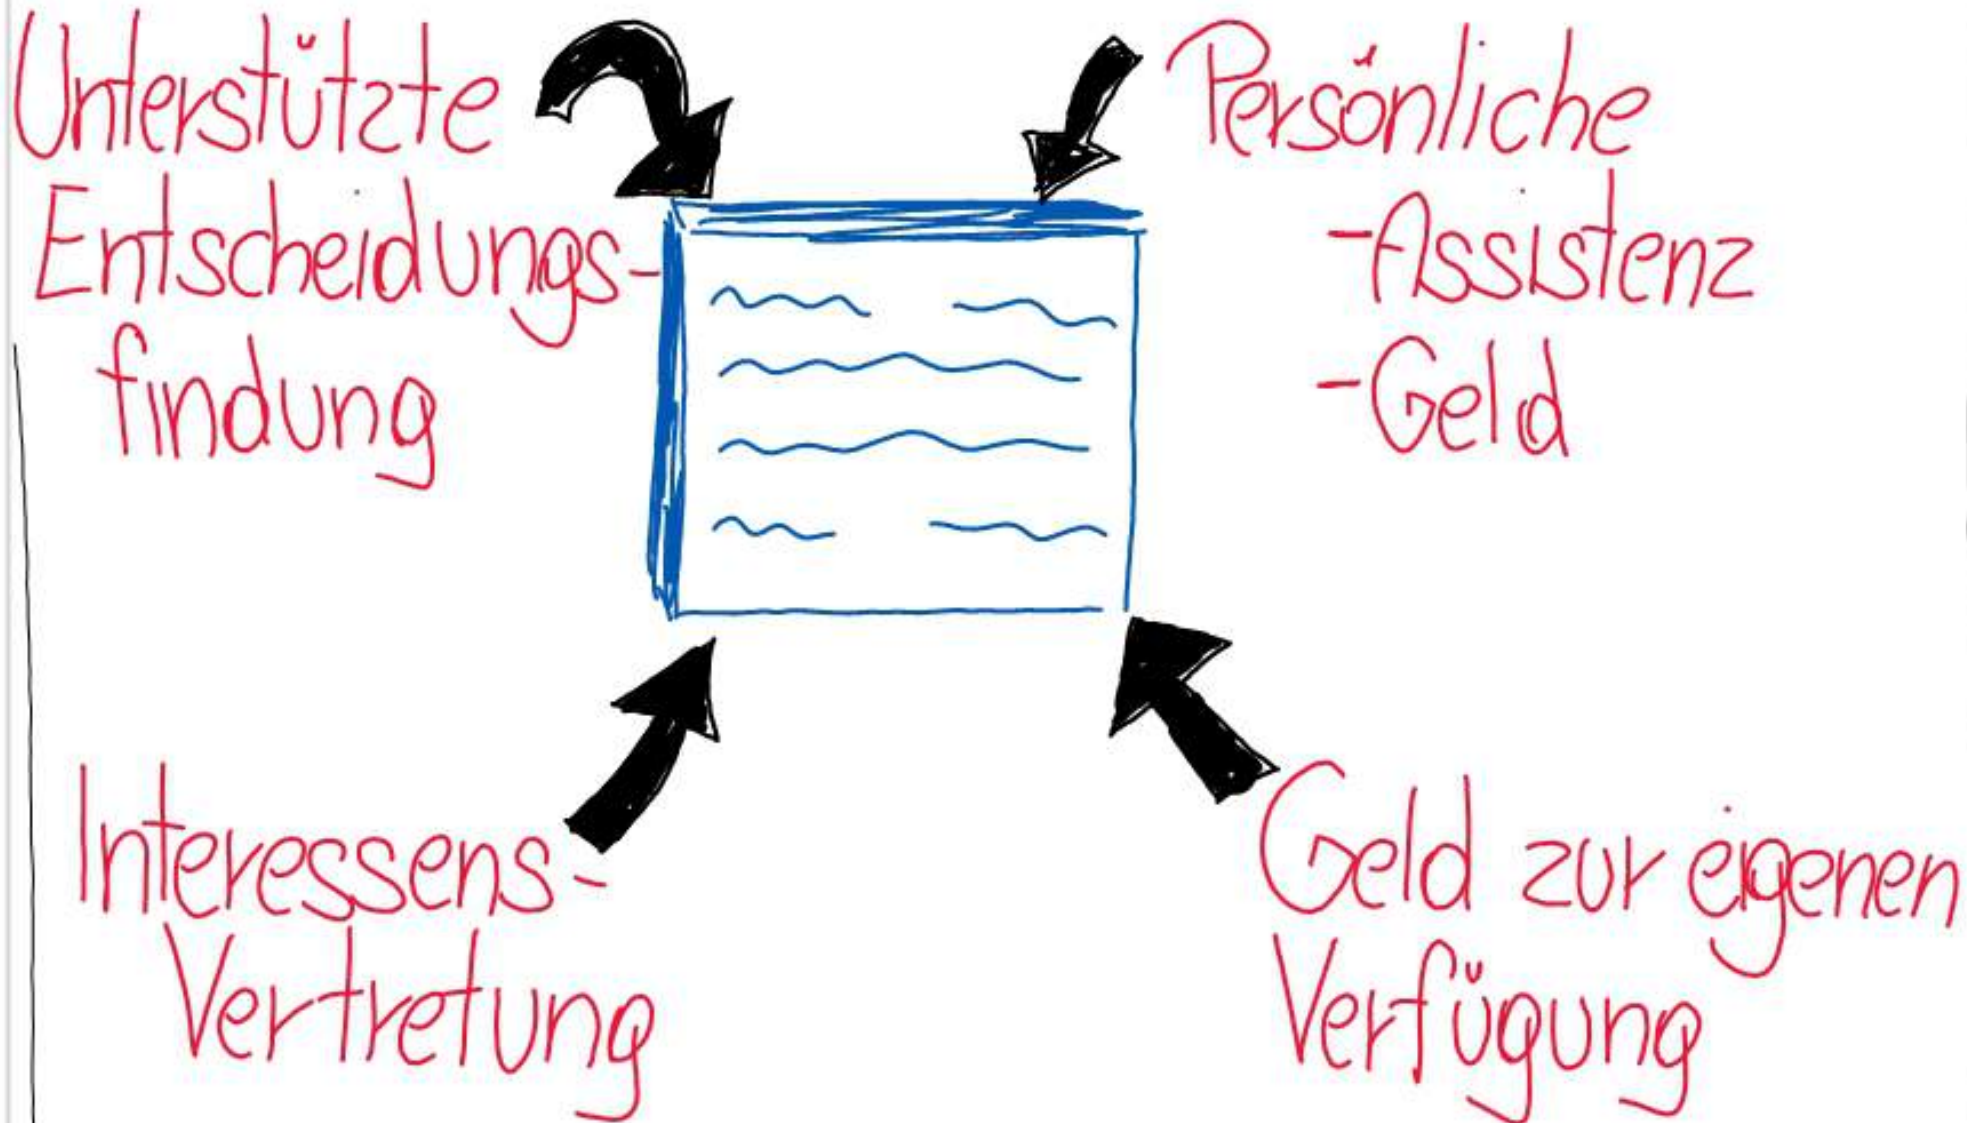 Unterstützte
Entscheidungs-
findung
Persönliche
-Assistenz
-Geld
Interessens-
Vertretung
Geld zur eigenen
Verfügung